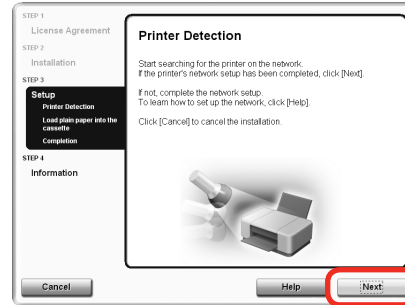 STEP 1
License Agreement
STEP 2
Installation
STEP 3
Setup
Printer Detection
Load plain paper into the
cassette
Completion
STEP 4
Information
Printer Detection
Start searching for the printer on the network.
If the printer's network setup has been completed, click [Next].
If not, complete the network setup.
To learn how to set up the network, click [Help].
Click [Cancel] to cancel the installation.
Cancel
Help
Next